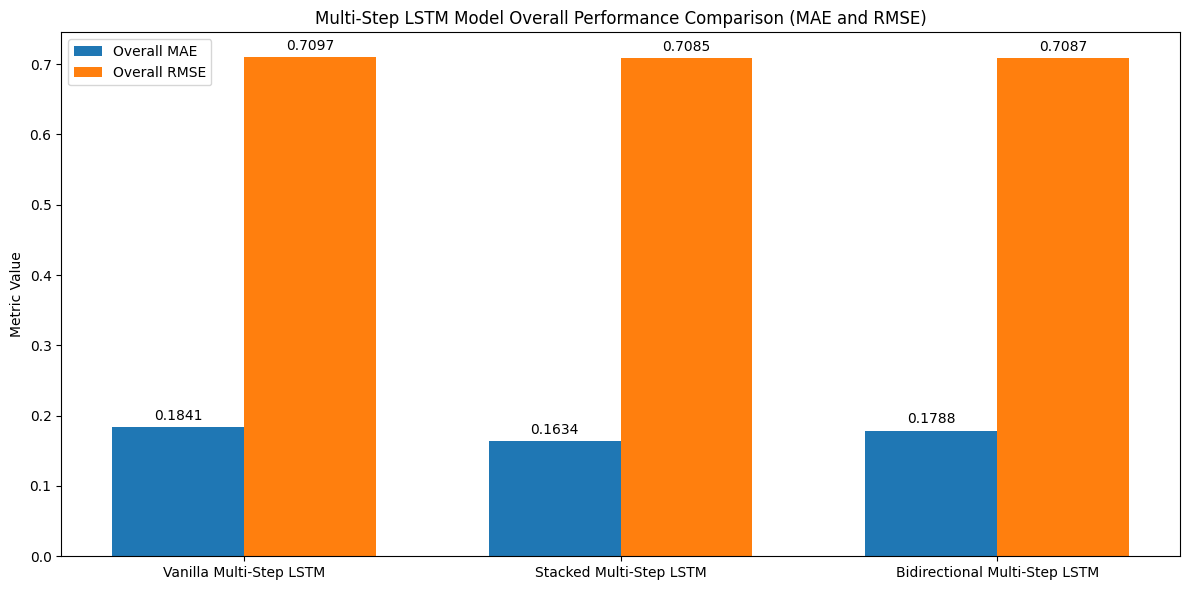 Multi-Step LSTM Model Overall Performance Comparison (MAE and RMSE)
Overall MAE
Overall RMSE
Metric Value
0.7
0.6
0.5
0.4
0.3
0.2
0.1
0.0
0.1841
0.7097
0.1634
0.7085
0.1788
0.7087
Vanilla Multi-Step LSTM
Stacked Multi-Step LSTM
Bidirectional Multi-Step LSTM